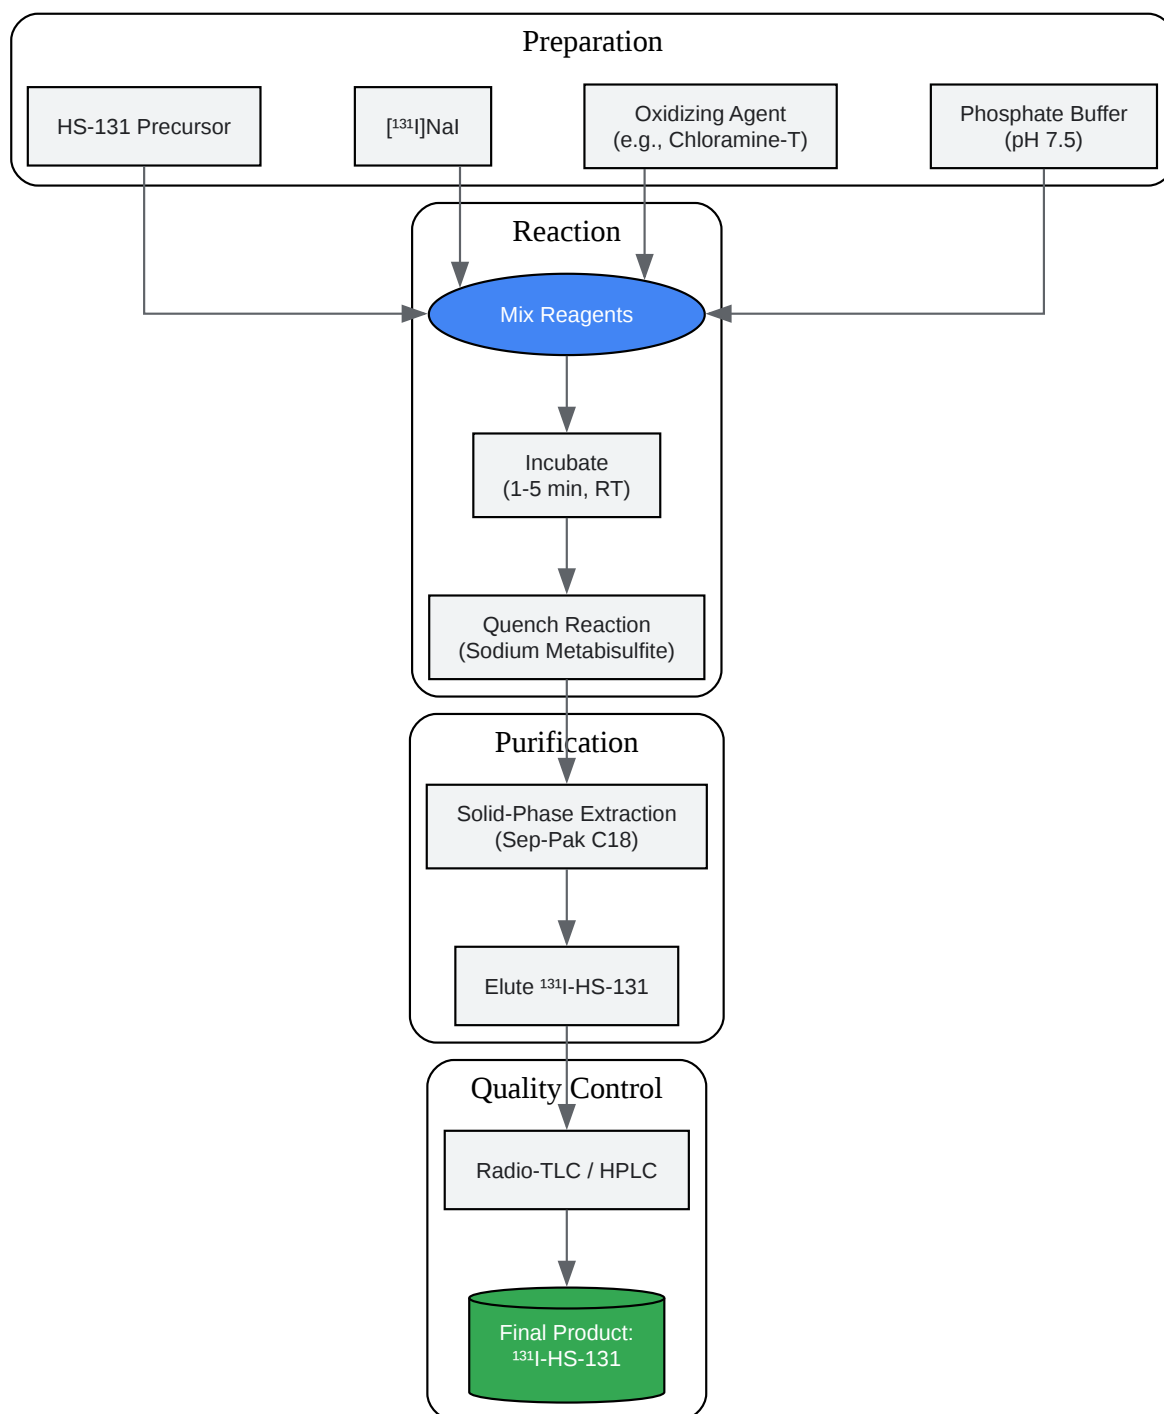 Preparation
HS-131 Precursor
[¹³¹I]NaI
Oxidizing Agent
(e.g., Chloramine-T)
Phosphate Buffer
(pH 7.5)
Reaction
Mix Reagents
Incubate
(1-5 min, RT)
Quench Reaction
(Sodium Metabisulfite)
Purification
Solid-Phase Extraction
(Sep-Pak C18)
Elute ¹³¹I-HS-131
Quality Control
Radio-TLC / HPLC
Final Product:
¹³¹I-HS-131